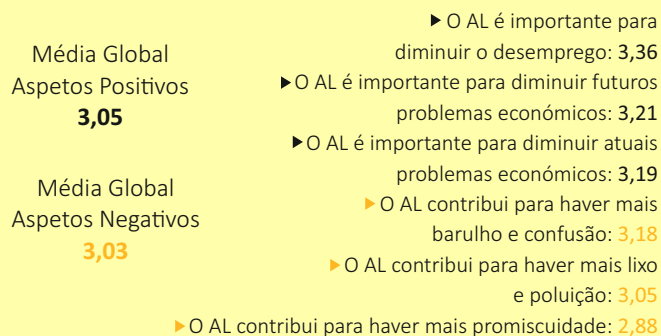 Média Global
Aspetos Positivos
3,05
Média Global
Aspetos Negativos
3,03
▶ O AL é importante para
diminuir o desemprego: 3,36
▶ O AL é importante para diminuir futuros
problemas económicos: 3,21
▶ O AL é importante para diminuir atuais
problemas económicos: 3,19
▶ O AL contribui para haver mais
barulho e confusão: 3,18
▶ O AL contribui para haver mais lixo
e poluição: 3,05
▶ O AL contribui para haver mais promiscuidade: 2,88